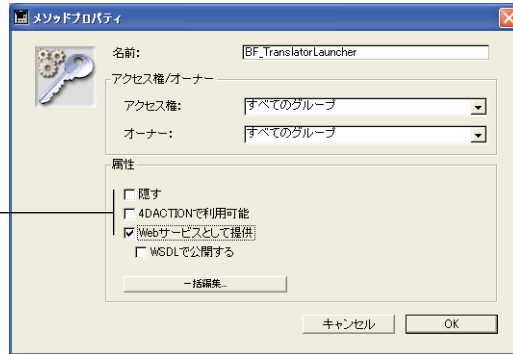 メソッドプロパティ
名前: BF_TranslatorLauncher
アクセス権/オーナー
アクセス権: すべてのグループ
オーナー: すべてのグループ
属性
隠す
4DACTIONで利用可能
Webサービスとして提供
WSDLで公開する
一括編集...
キャンセル OK